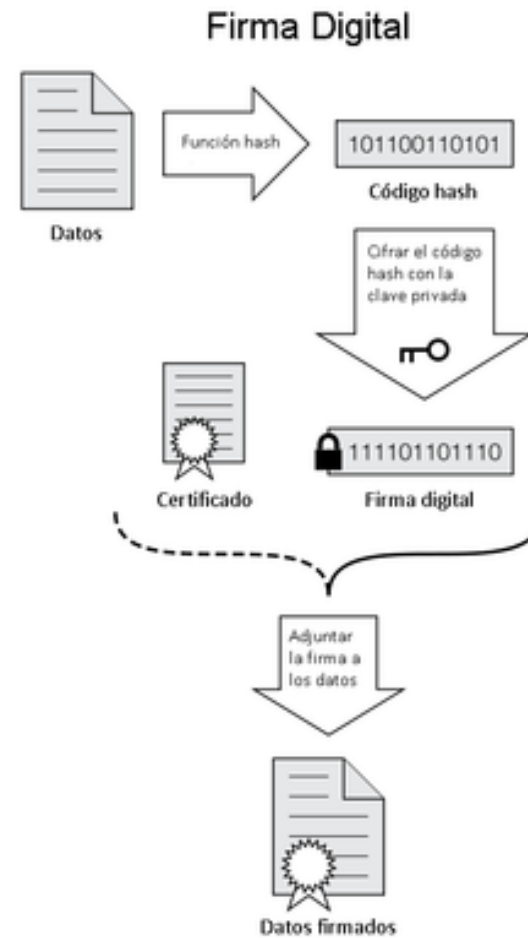 Firma Digital
Función hash
101100110101
Código hash
Datos
Cifrar el código
hash con la
clave privada
111101101110
Certificado
Firma digital
Adjuntar
la firma a
los datos
Datos firmados